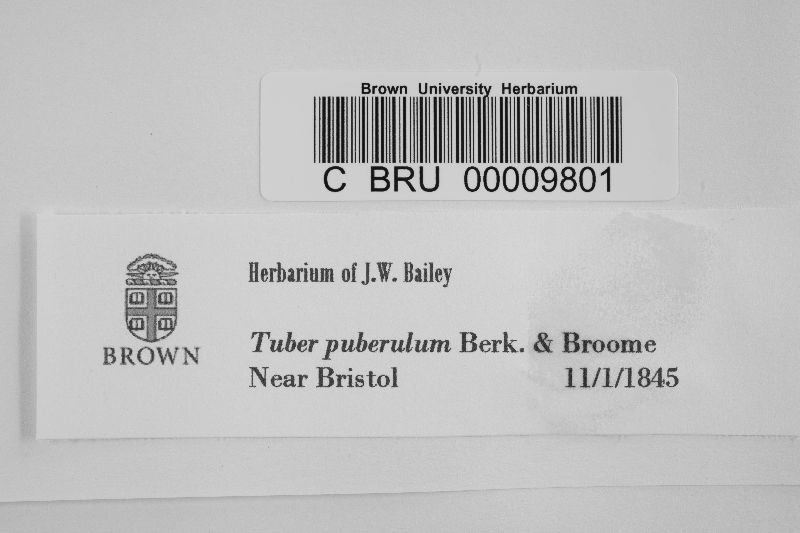 Brown University Herbarium
C BRU 00009801
Herbarium of J.W. Bailey
BROWN
Tuber puberulum Berk. & Broome
Near Bristol 11/1/1845